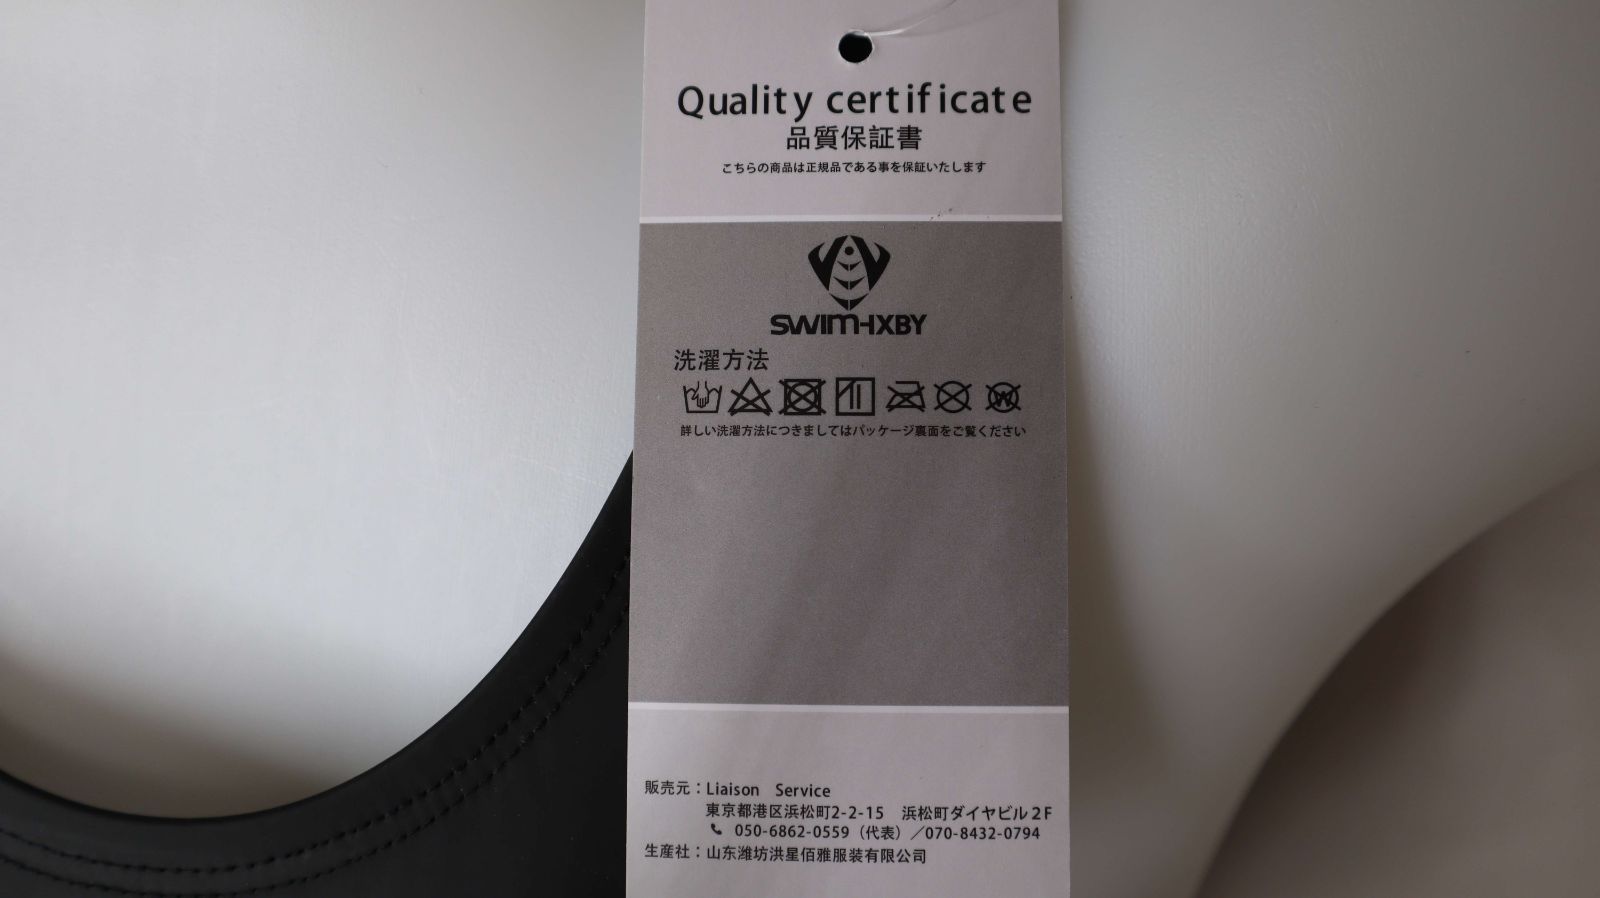 Quality certificate
品質保証書
こちらの商品は正規品である事を保証いたします
SWIM-HXBY
洗濯方法
詳しい洗濯方法につきましてはパッケージ裏面をご覧ください
販売元：Liaison Service
東京都港区浜松町2-2-15　浜松町ダイヤビル2F
050-6862-0559（代表）／070-8432-0794
生産社：山东潍坊洪星佰雅服装有限公司